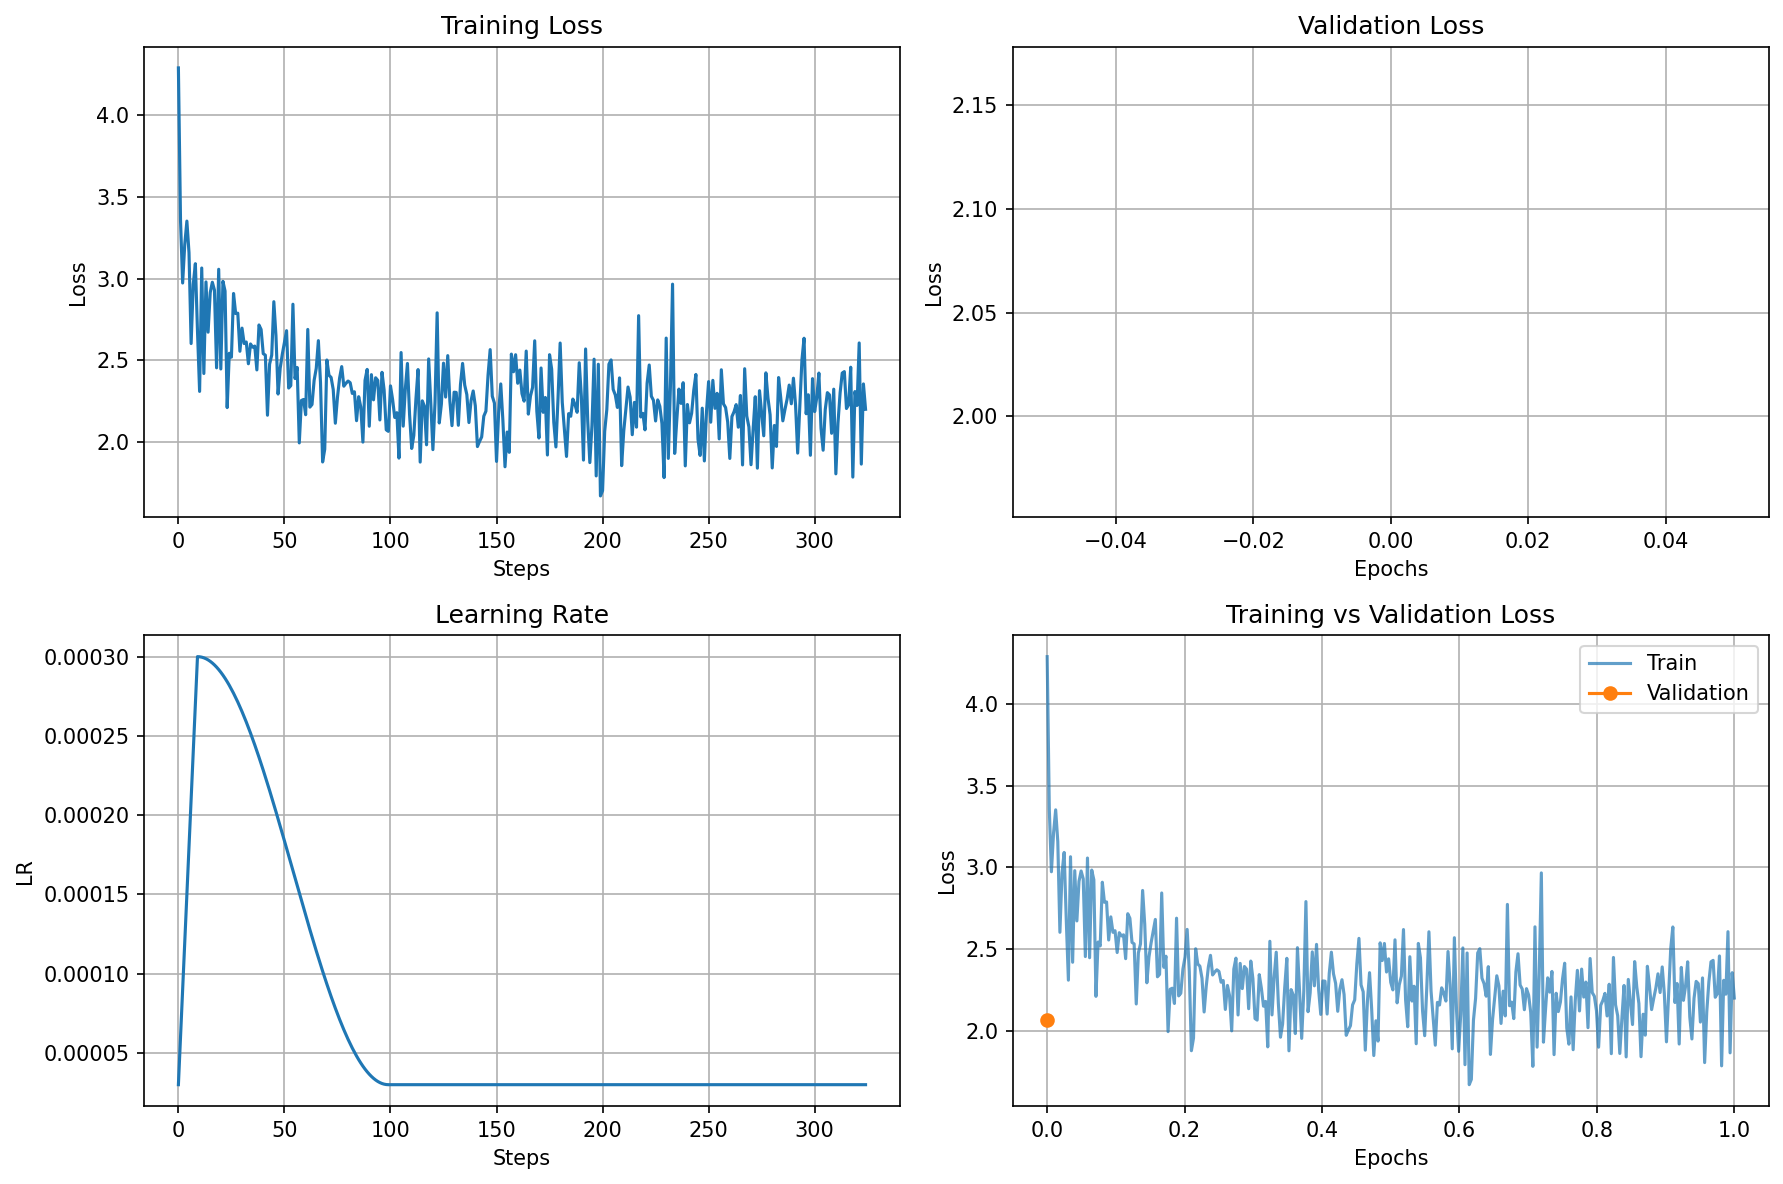 Training Loss
4.0
3.5
3.0
2.5
2.0
Loss
0 50 100 150 200 250 300
Steps
Validation Loss
2.15
2.10
2.05
2.00
Loss
−0.04 −0.02 0.00 0.02 0.04
Epochs
Learning Rate
0.00030
0.00025
0.00020
0.00015
0.00010
0.00005
LR
0 50 100 150 200 250 300
Steps
Training vs Validation Loss
Train
Validation
4.0
3.5
3.0
2.5
2.0
Loss
0.0 0.2 0.4 0.6 0.8 1.0
Epochs